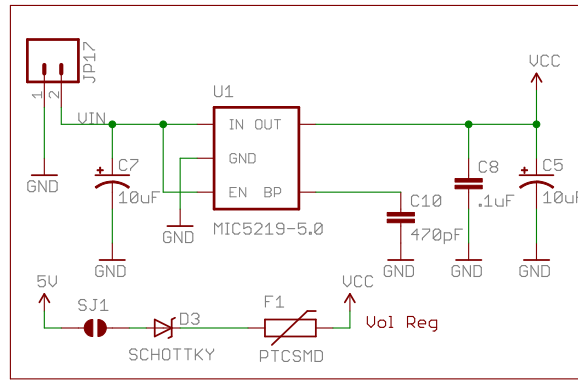 JP17
1
2
VIN
GND
C7
10uF
GND
U1
IN OUT
GND
EN BP
MIC5219-5.0
GND
C10
470pF
GND
C8
.1uF
GND
VCC
C5
10uF
GND
5V
SJ1
D3
SCHOTTKY
F1
PTCSMD
VCC
Vol Reg